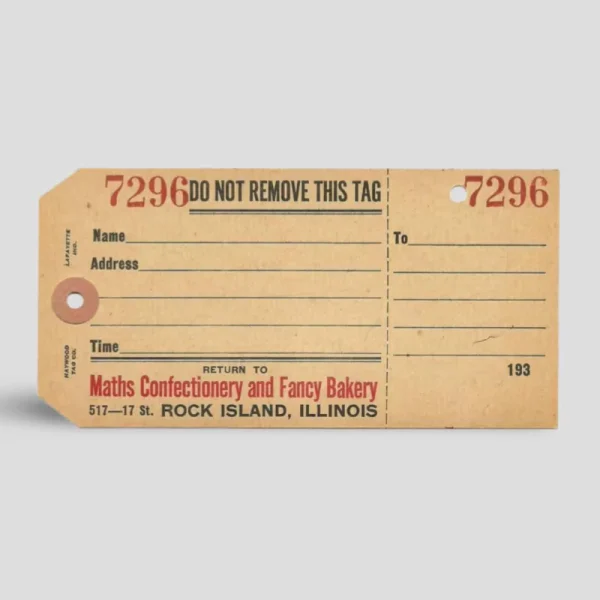 7296 DO NOT REMOVE THIS TAG
Name
Address
Time
RETURN TO
Maths Confectionery and Fancy Bakery
517—17 St. ROCK ISLAND, ILLINOIS
LAFAYETTE
IND.
MAYWOOD
TAG CO.
7296
To
193